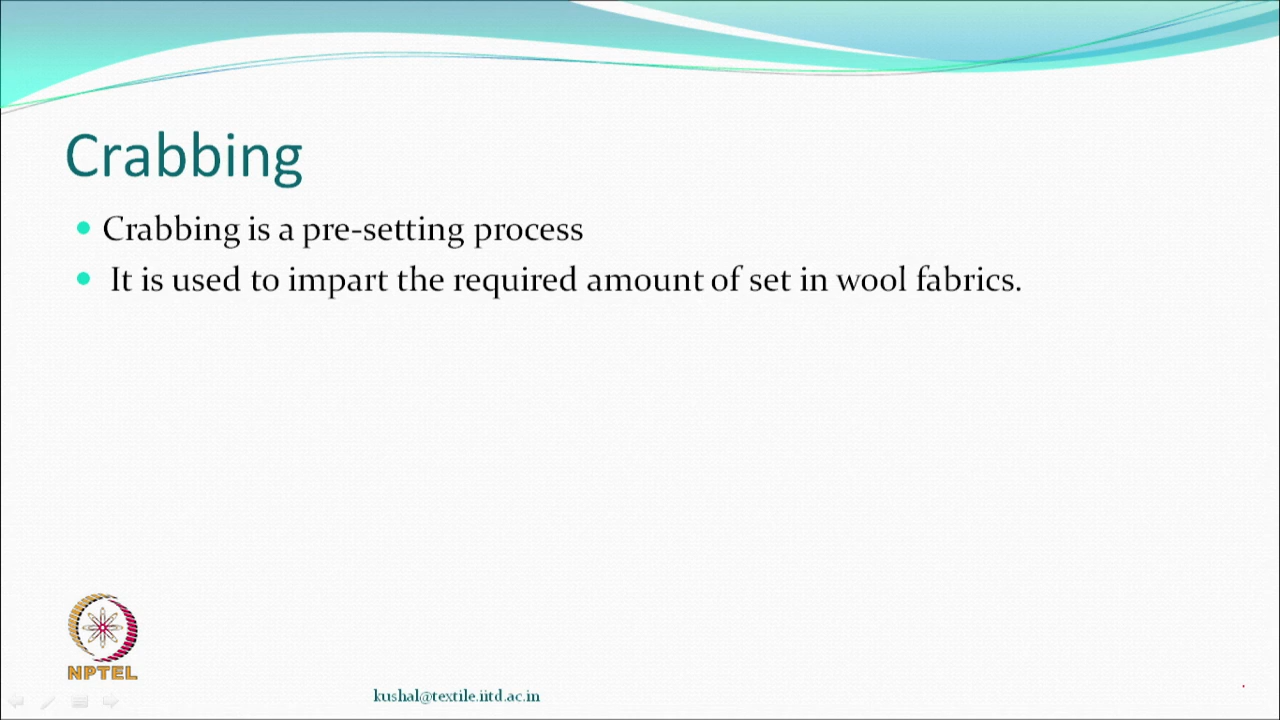 Crabbing
Crabbing is a pre-setting process
It is used to impart the required amount of set in wool fabrics.
NPTEL
kushal@textile.iitd.ac.in